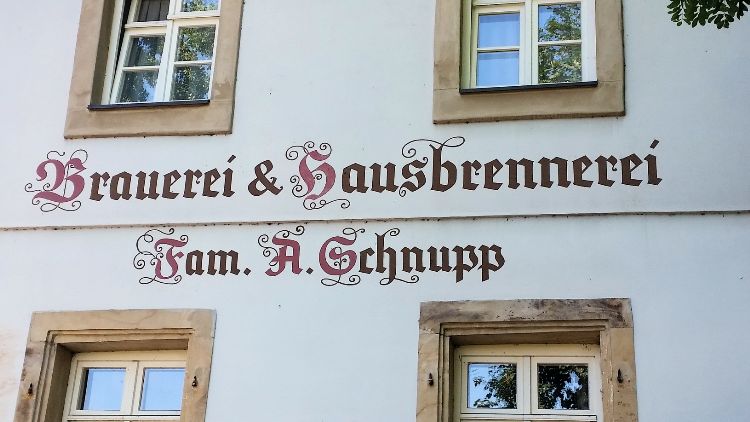 Brauerei & Hausbrennerei
Fam. A. Schnupp